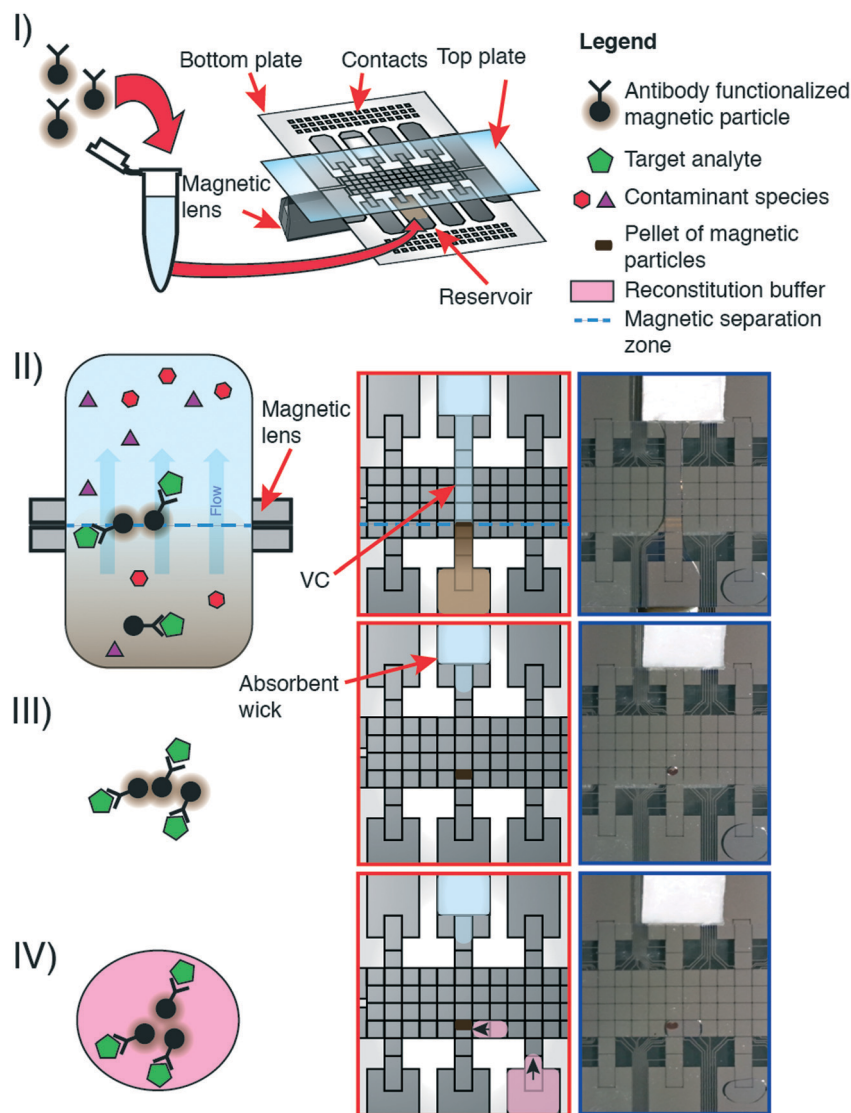 I)
Bottom plate
Contacts
Top plate
Magnetic
lens
Reservoir
Legend
Antibody functionalized
magnetic particle
Target analyte
Contaminant species
Pellet of magnetic
particles
Reconstitution buffer
Magnetic separation
zone
II)
Magnetic
lens
Flow
VC
Absorbent
wick
III)
IV)